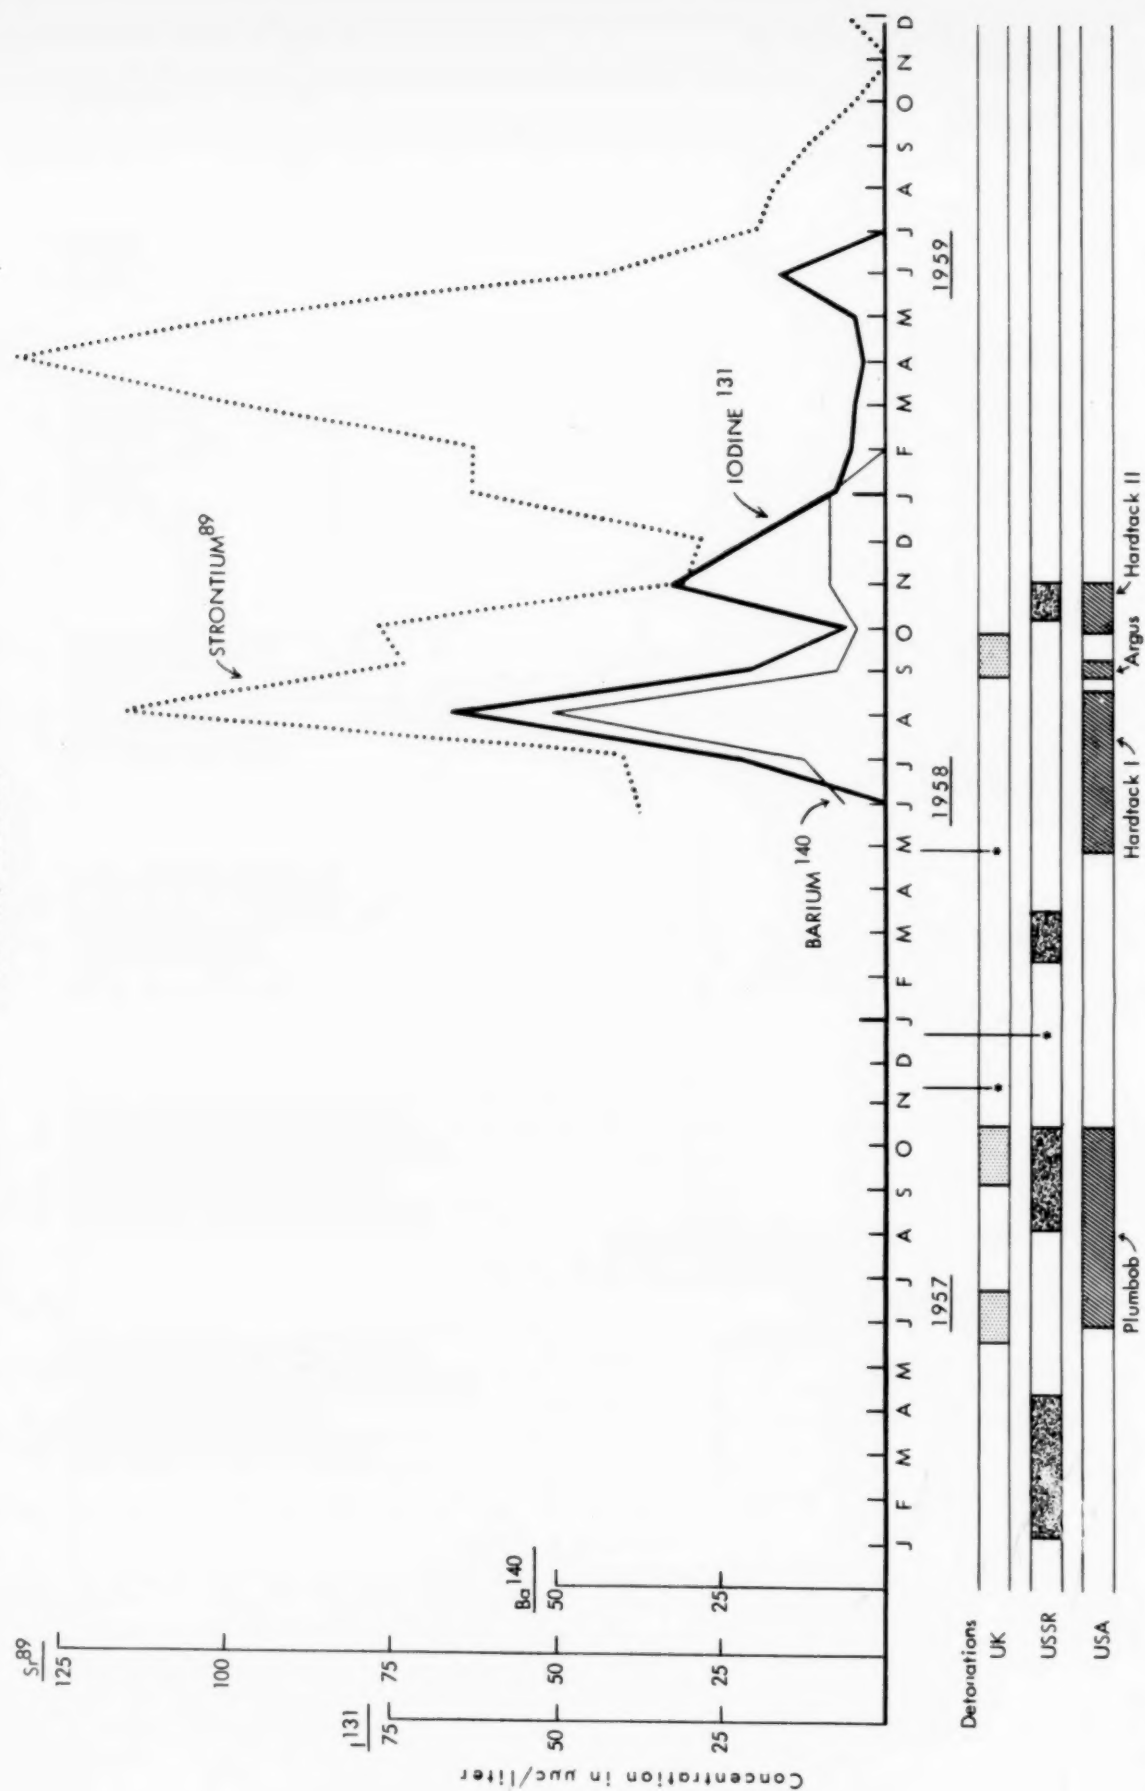 Concentration in µµc/liter
I131
75
50
25
Sr89
125
100
75
50
25
Ba140
50
25
STRONTIUM89
IODINE 131
BARIUM 140
J F M A M J J A S O N D J F M A M J J A S O N D J F M A M J J A S O N D
1957
1958
1959
Detonations
UK
USSR
USA
* *
*
Plumbob
Hardtack I
Argus
Hardtack II